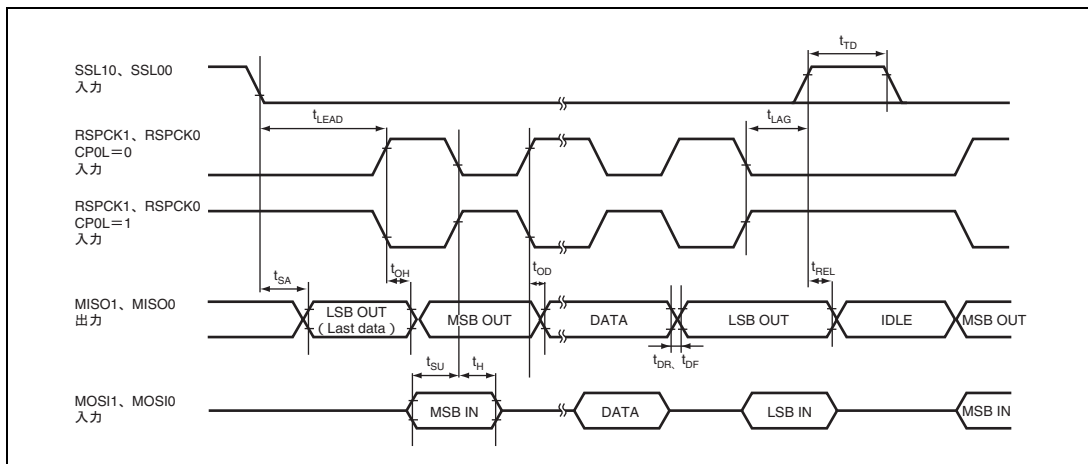 tTD
SSL10、SSL00
入力
tLEAD
tLAG
RSPCK1、RSPCK0
CP0L=0
入力
RSPCK1、RSPCK0
CP0L=1
入力
tSA
tOH
tOD
tREL
MISO1、MISO0
出力
LSB OUT
(Last data)
MSB OUT
DATA
LSB OUT
IDLE
MSB OUT
tSU
tH
tDR、tDF
MOSI1、MOSI0
入力
MSB IN
DATA
LSB IN
MSB IN